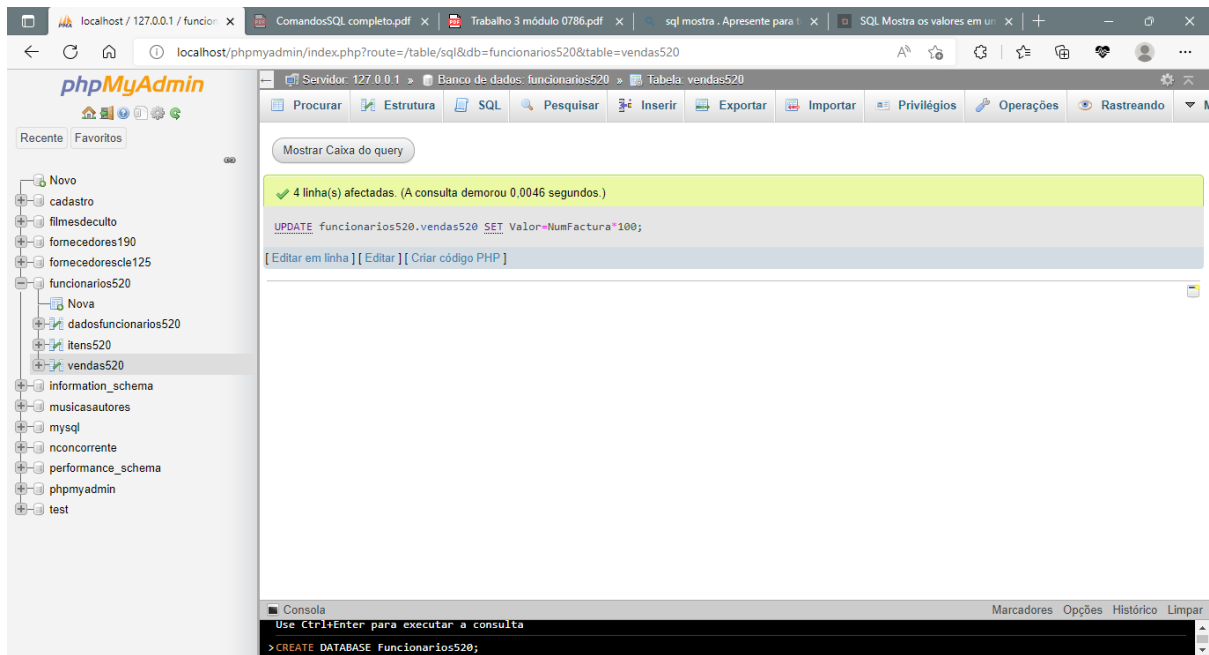 localhost / 127.0.0.1 / funcion
ComandosSQL completo.pdf
Trabalho 3 módulo 0786.pdf
sql mostra . Apresente para t
SQL Mostra os valores em um
localhost/phpmyadmin/index.php?route=/table/sql&db=funcionarios520&table=vendas520
phpMyAdmin
Recente Favoritos
Novo
cadastro
filmesdeculto
fornecedores190
fornecedorescle125
funcionarios520
Nova
dadosfuncionarios520
itens520
vendas520
information_schema
musicasautores
mysql
nconcorrente
performance_schema
phpmyadmin
test
Servidor: 127.0.0.1 » Banco de dados: funcionarios520 » Tabela: vendas520
Procurar Estrutura SQL Pesquisar Inserir Exportar Importar Privilégios Operações Rastreando
Mostrar Caixa do query
4 linha(s) afectadas. (A consulta demorou 0,0046 segundos.)
UPDATE funcionarios520.vendas520 SET Valor=NumFactura*100;
[ Editar em linha ] [ Editar ] [ Criar código PHP ]
Consola
Marcadores Opções Histórico Limpar
Use Ctrl+Enter para executar a consulta
>CREATE DATABASE Funcionarios520;